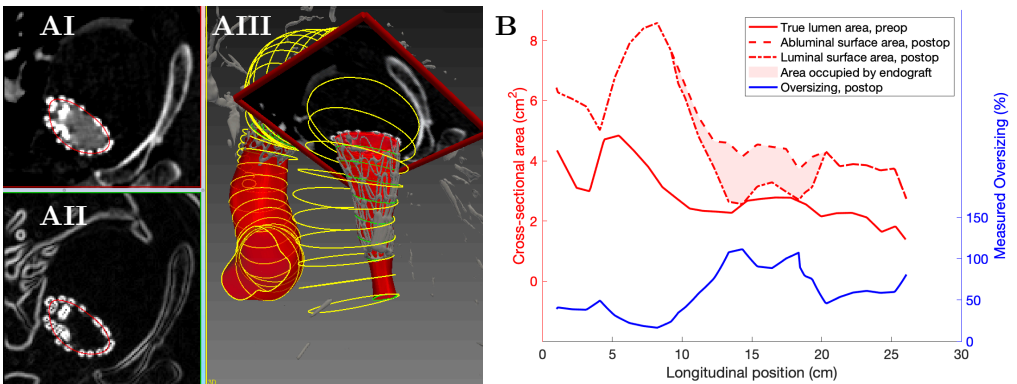 AI
AII
AIII
B
True lumen area, preop
Abluminal surface area, postop
Luminal surface area, postop
Area occupied by endograft
Oversizing, postop
Cross-sectional area (cm²)
8
6
4
2
0
Measured Oversizing (%)
150
100
50
0
0 5 10 15 20 25 30
Longitudinal position (cm)